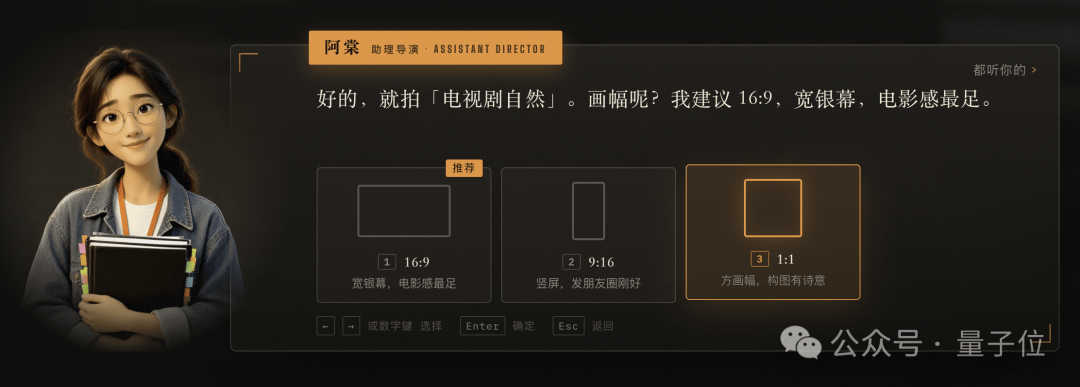 阿棠 助理导演 · ASSISTANT DIRECTOR
都听你的 >
好的，就拍「电视剧自然」。画幅呢？我建议 16:9，宽银幕，电影感最足。
推荐
1 16:9
宽银幕，电影感最足
2 9:16
竖屏，发朋友圈刚好
3 1:1
方画幅，构图有诗意
← → 或数字键 选择 Enter 确定 Esc 返回
公众号 · 量子位